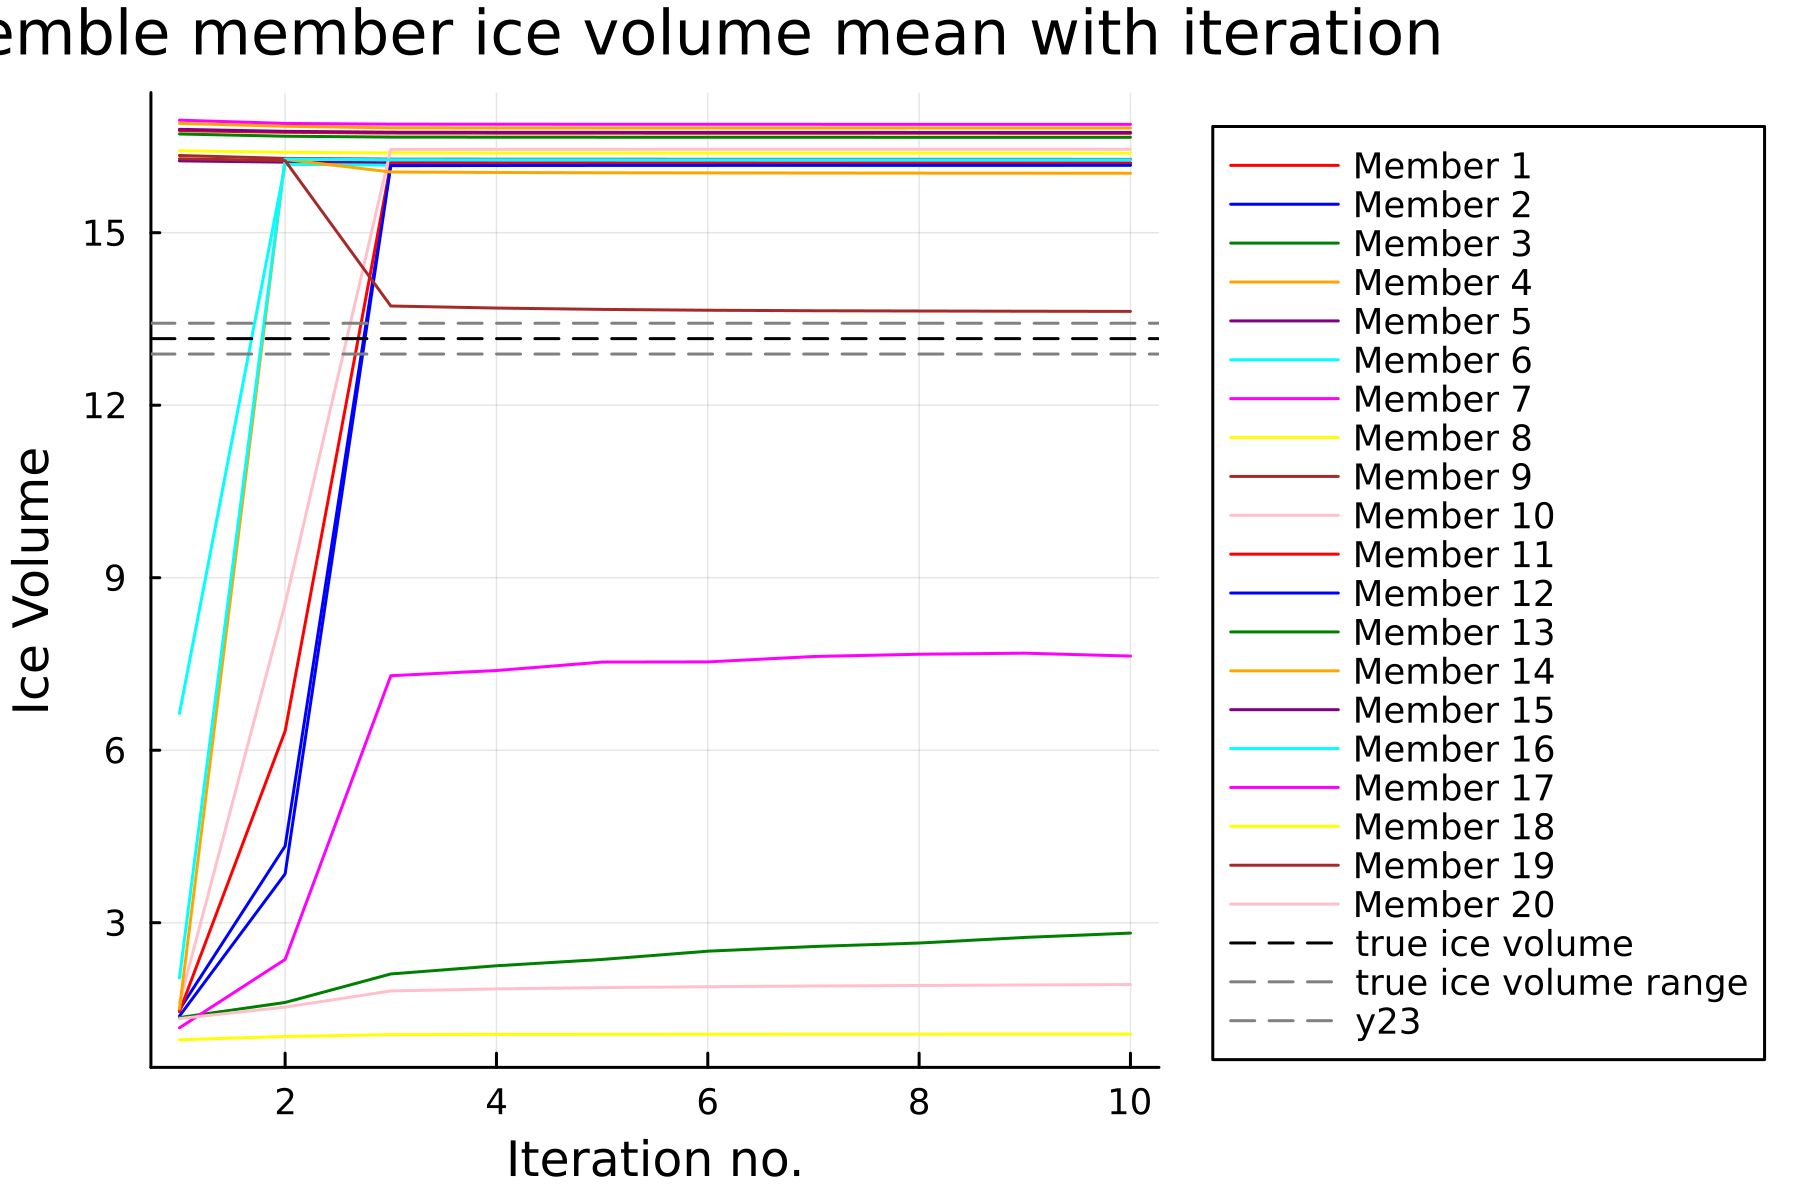 emble member ice volume mean with iteration
Ice Volume
15
12
9
6
3
2 4 6 8 10
Iteration no.
Member 1
Member 2
Member 3
Member 4
Member 5
Member 6
Member 7
Member 8
Member 9
Member 10
Member 11
Member 12
Member 13
Member 14
Member 15
Member 16
Member 17
Member 18
Member 19
Member 20
true ice volume
true ice volume range
y23